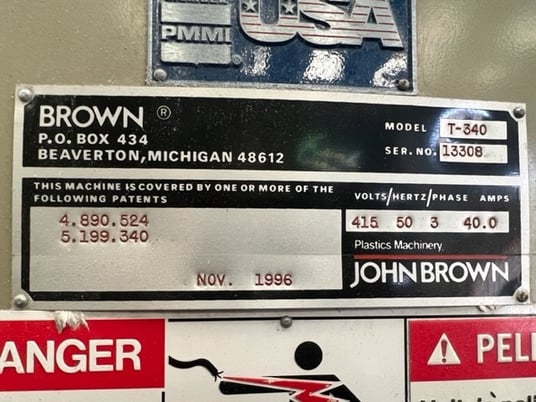 USA
PMMI
BROWN ®
P.O. BOX 434
BEAVERTON, MICHIGAN 48612
MODEL T-340
SER. NO. 13308
THIS MACHINE IS COVERED BY ONE OR MORE OF THE
FOLLOWING PATENTS
4.890.524
5.199.340
NOV. 1996
VOLTS/HERTZ/PHASE AMPS
415 50 3 40.0
Plastics Machinery
JOHN BROWN
ANGER
PELI